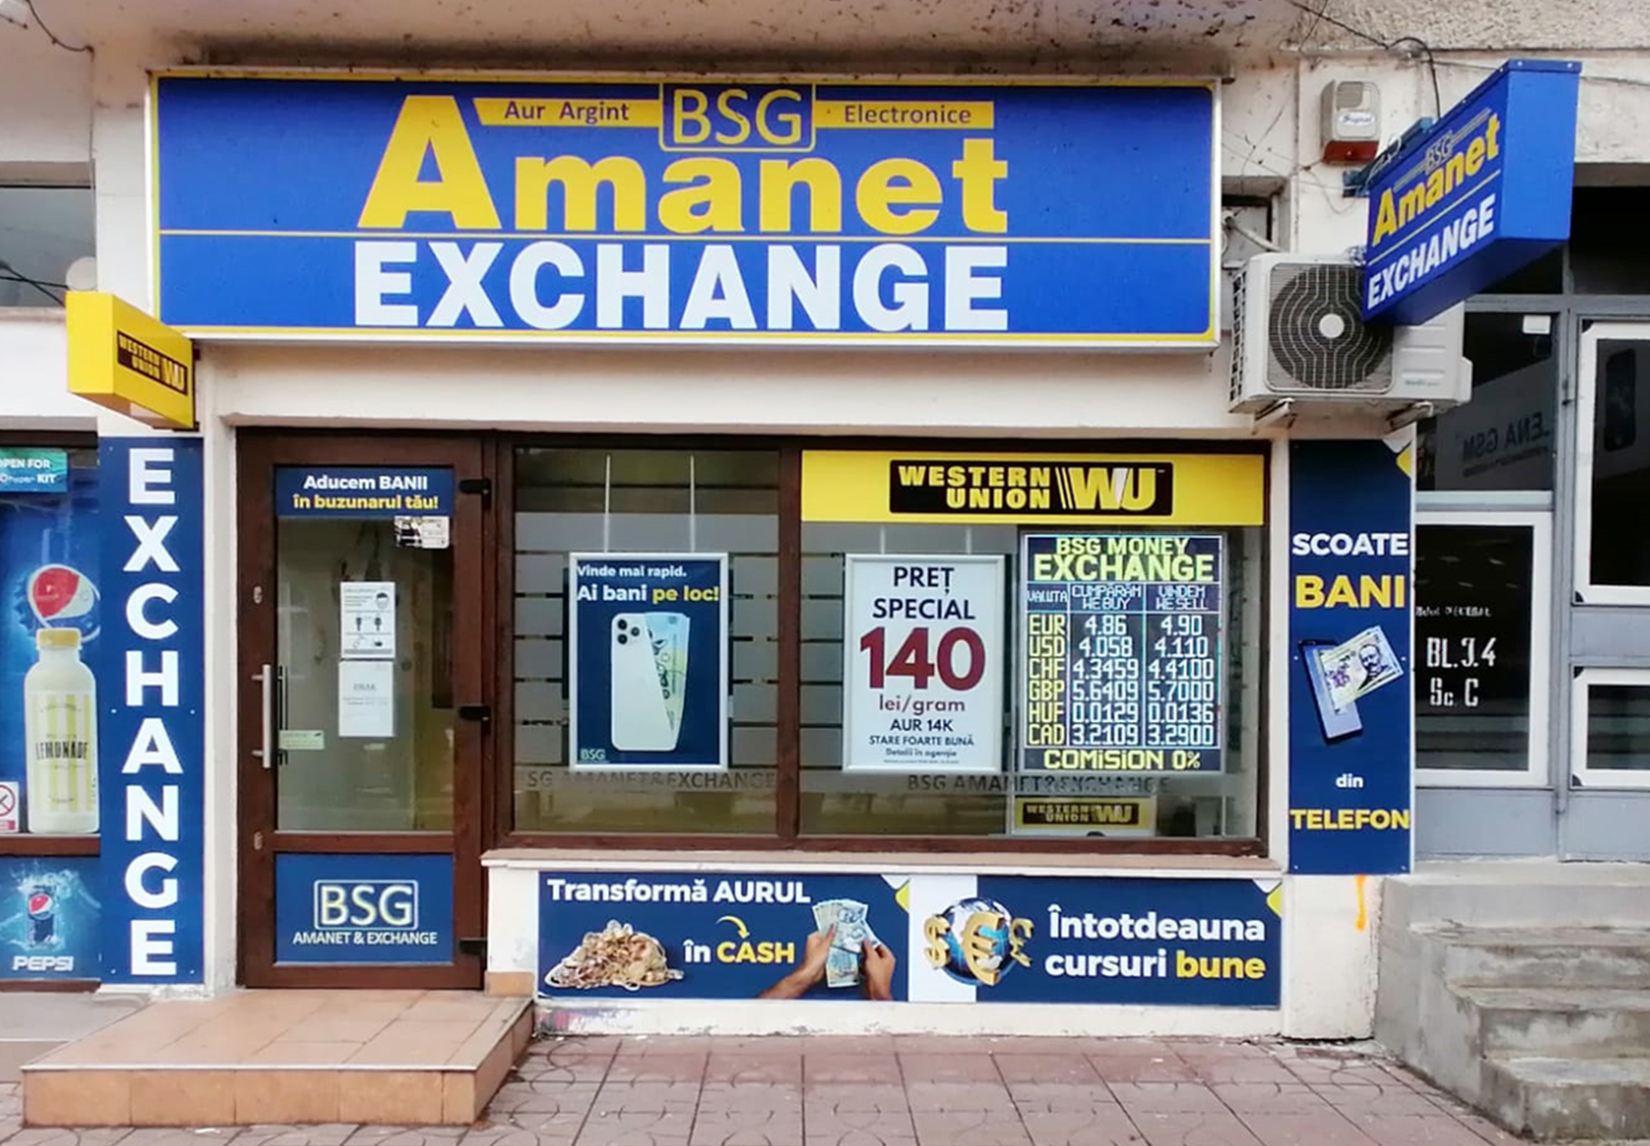 Aur Argint
BSG
Electronice
Amanet
EXCHANGE
BSG
Amanet
EXCHANGE
WESTERN
UNION WU
OPEN FOR
KIT
LEMONADE
PEPSI
EXCHANGE
Aducem BANII
în buzunarul tău!
BSG
AMANET & EXCHANGE
Vinde mai rapid.
Ai bani pe loc!
BSG
WESTERN
UNION WU
PREȚ
SPECIAL
140
lei/gram
AUR 14K
STARE FOARTE BUNĂ
Detalii în agenție
BSG MONEY
EXCHANGE
VALUTA CUMPARAM VINDEM
WE BUY WE SELL
EUR 4.86 4.90
USD 4.058 4.110
CHF 4.3459 4.4100
GBP 5.6409 5.7000
HUF 0.0129 0.0136
CAD 3.2109 3.2900
COMiSiON 0%
SG AMANET & EXCHANGE
BSG AMANET & EXCHANGE
WESTERN
UNION WU
Transformă AURUL
în CASH
Întotdeauna
cursuri bune
SCOATE
BANI
din
TELEFON
BL.J.4
Sc. C